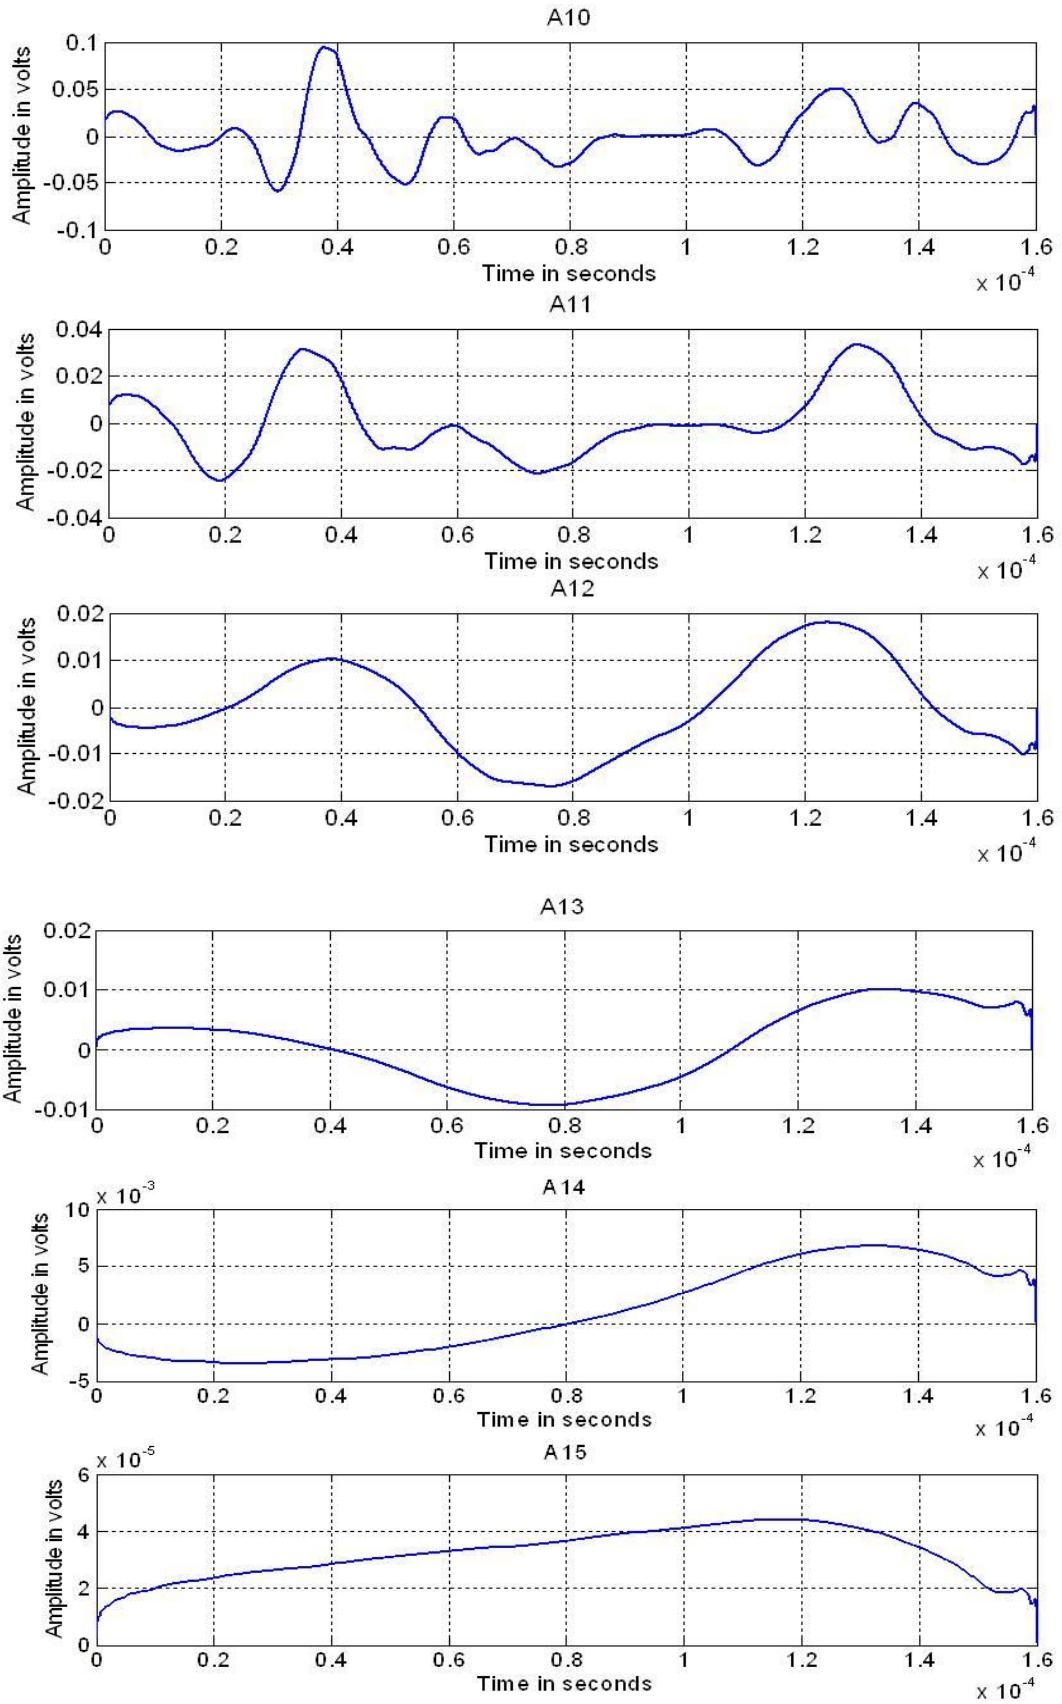 A10
Amplitude in volts
0.1
0.05
0
-0.05
-0.1
0 0.2 0.4 0.6 0.8 1 1.2 1.4 1.6
Time in seconds
x 10-4
A11
Amplitude in volts
0.04
0.02
0
-0.02
-0.04
0 0.2 0.4 0.6 0.8 1 1.2 1.4 1.6
Time in seconds
x 10-4
A12
Amplitude in volts
0.02
0.01
0
-0.01
-0.02
0 0.2 0.4 0.6 0.8 1 1.2 1.4 1.6
Time in seconds
x 10-4
A13
Amplitude in volts
0.02
0.01
0
-0.01
0 0.2 0.4 0.6 0.8 1 1.2 1.4 1.6
Time in seconds
x 10-4
x 10-3
A14
Amplitude in volts
10
5
0
-5
0 0.2 0.4 0.6 0.8 1 1.2 1.4 1.6
Time in seconds
x 10-4
x 10-5
A15
Amplitude in volts
6
4
2
0
0 0.2 0.4 0.6 0.8 1 1.2 1.4 1.6
Time in seconds
x 10-4